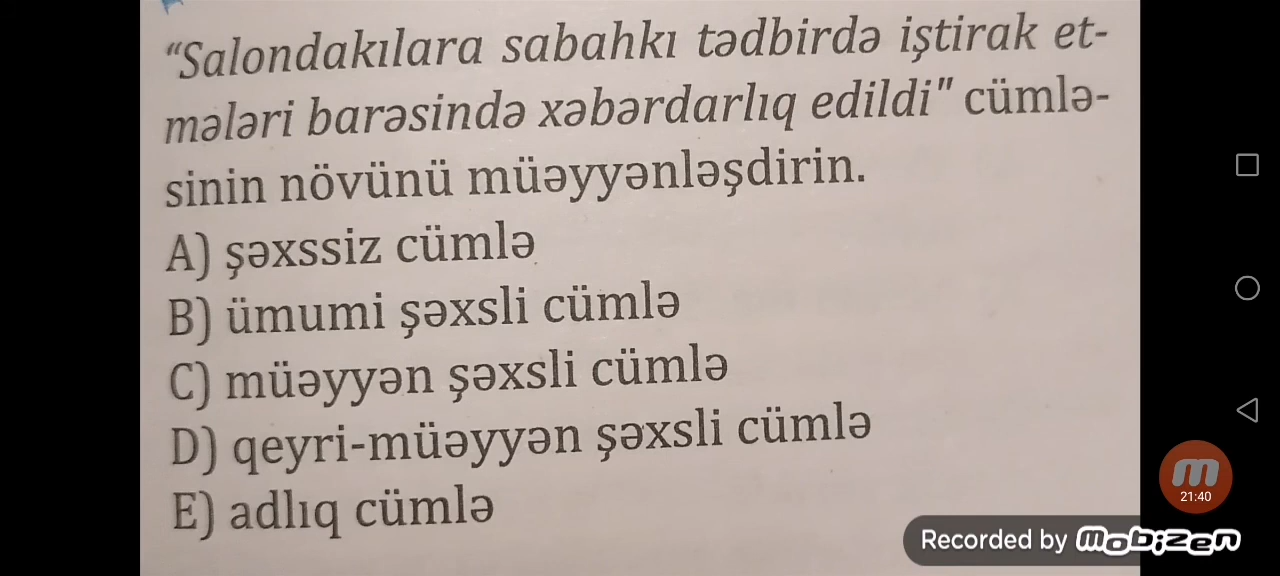 “Salondakılara sabahkı tədbirdə iştirak et-
mələri barəsində xəbərdarlıq edildi" cümlə-
sinin növünü müəyyənləşdirin.
A) şəxssiz cümlə
B) ümumi şəxsli cümlə
C) müəyyən şəxsli cümlə
D) qeyri-müəyyən şəxsli cümlə
E) adlıq cümlə
m
21:40
Recorded by mobizen